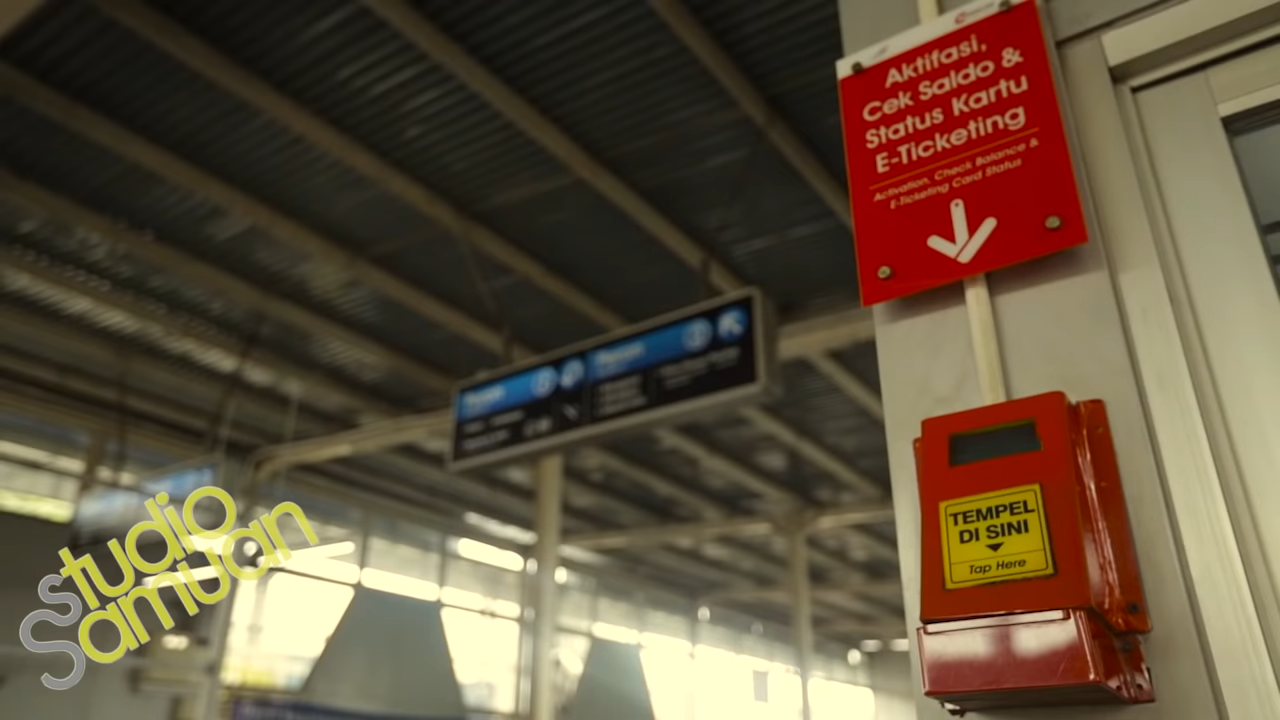 Aktifasi,
Cek Saldo &
Status Kartu
E-Ticketing
Activation, Check Balance &
E-Ticketing Card Status
TEMPEL
DI SINI
Tap Here
studio
Samuan